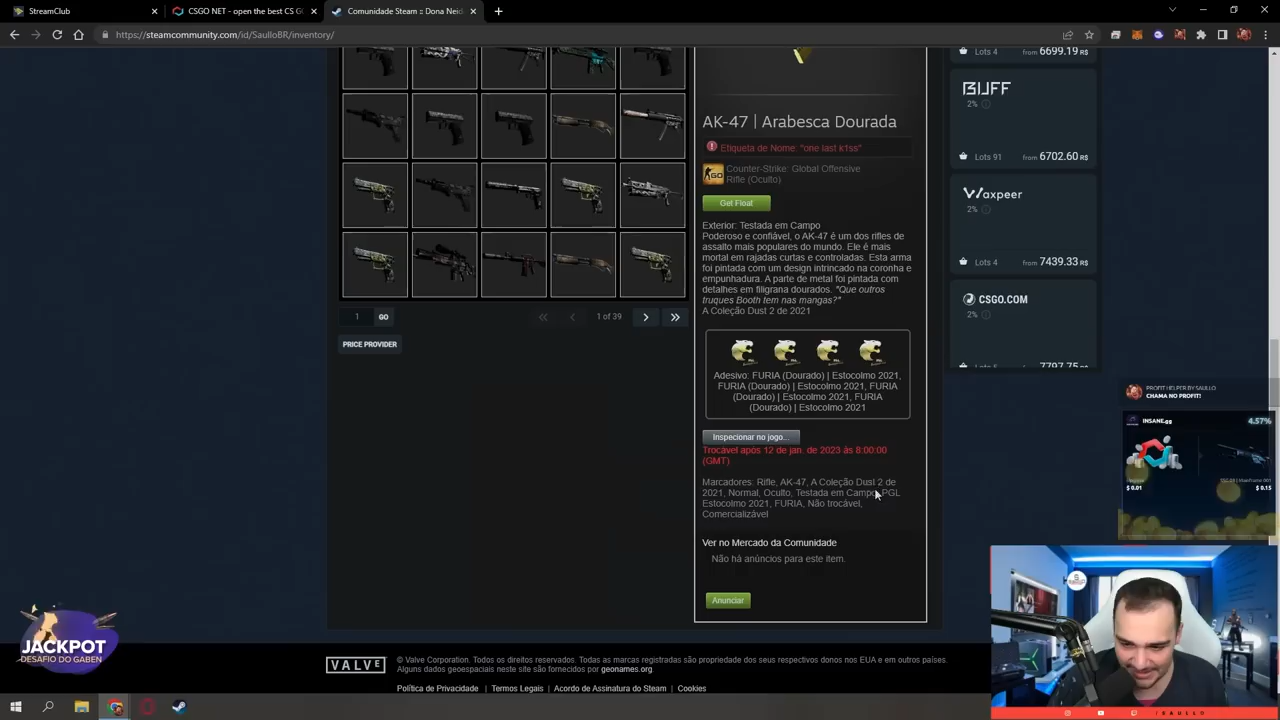 StreamClub
CSGO NET - open the best CS GO
Comunidade Steam :: Dona Neid
https://steamcommunity.com/id/SaulloBR/inventory/
AK-47 | Arabesca Dourada
Etiqueta de Nome: "one last k1ss"
Counter-Strike: Global Offensive
Rifle (Oculto)
Get Float
Exterior: Testada em Campo
Poderoso e confiável, o AK-47 é um dos rifles de
assalto mais populares do mundo. Ele é mais
mortal em rajadas curtas e controladas. Esta arma
foi pintada com um design intrincado na coronha e
empunhadura. A parte de metal foi pintada com
detalhes em filigrana dourados. "Que outros
truques Booth tem nas mangas?"
A Coleção Dust 2 de 2021
Adesivo: FURIA (Dourado) | Estocolmo 2021,
FURIA (Dourado) | Estocolmo 2021, FURIA
(Dourado) | Estocolmo 2021, FURIA
(Dourado) | Estocolmo 2021
Inspecionar no jogo...
Trocável após 12 de jan. de 2023 às 8:00:00
(GMT)
Marcadores: Rifle, AK-47, A Coleção Dust 2 de
2021, Normal, Oculto, Testada em Campo, PGL
Estocolmo 2021, FURIA, Não trocável,
Comercializável
Ver no Mercado da Comunidade
Não há anúncios para este item.
Anunciar
1 GO
« ‹ 1 of 39 › »
PRICE PROVIDER
Lots 4 from 6699.19 R$
BUFF
2%
Lots 91 from 6702.60 R$
Waxpeer
2%
Lots 4 from 7439.33 R$
CSGO.COM
2%
from 7797.75 R$
PROFIT HELPER BY SAULLO
CHAMA NO PROFIT!
INSANE.gg 4.57%
$ 0.01
$ 0.15
JACKPOT
DESAFIO DO GABEN
VALVE
© Valve Corporation. Todos os direitos reservados. Todas as marcas registradas são propriedade dos seus respectivos donos nos EUA e em outros países.
Alguns dados geoespaciais neste site são fornecidos por geonames.org.
Política de Privacidade | Termos Legais | Acordo de Assinatura do Steam | Cookies